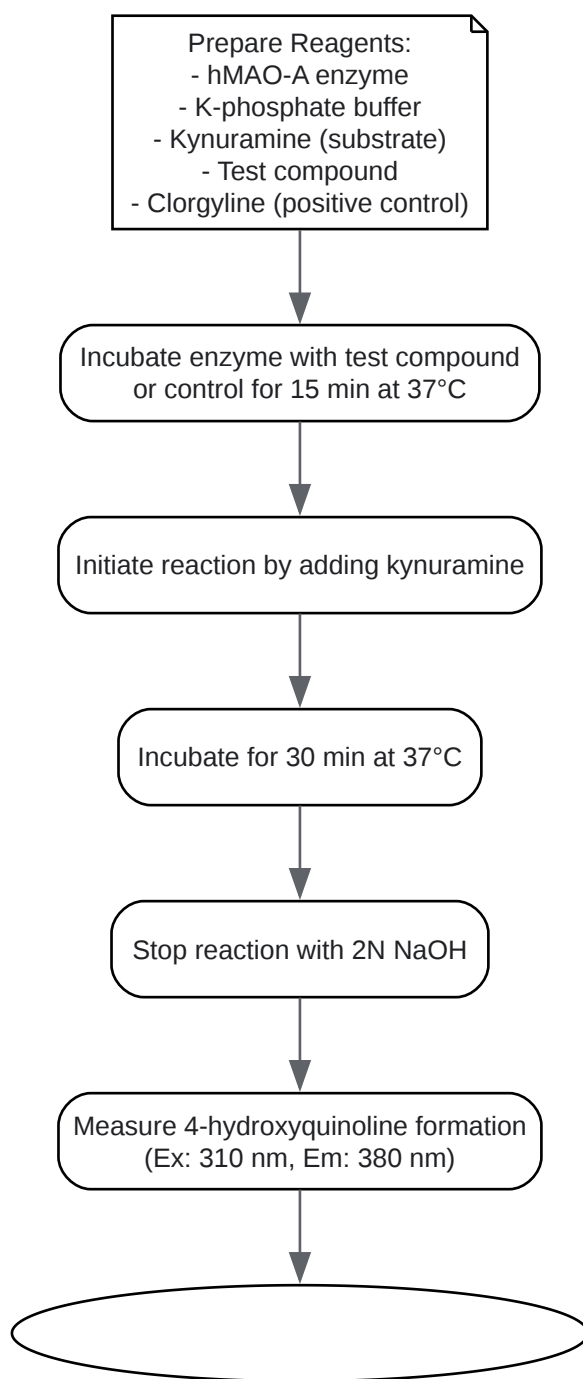 Prepare Reagents:
- hMAO-A enzyme
- K-phosphate buffer
- Kynuramine (substrate)
- Test compound
- Clorgyline (positive control)
Incubate enzyme with test compound
or control for 15 min at 37°C
Initiate reaction by adding kynuramine
Incubate for 30 min at 37°C
Stop reaction with 2N NaOH
Measure 4-hydroxyquinoline formation
(Ex: 310 nm, Em: 380 nm)